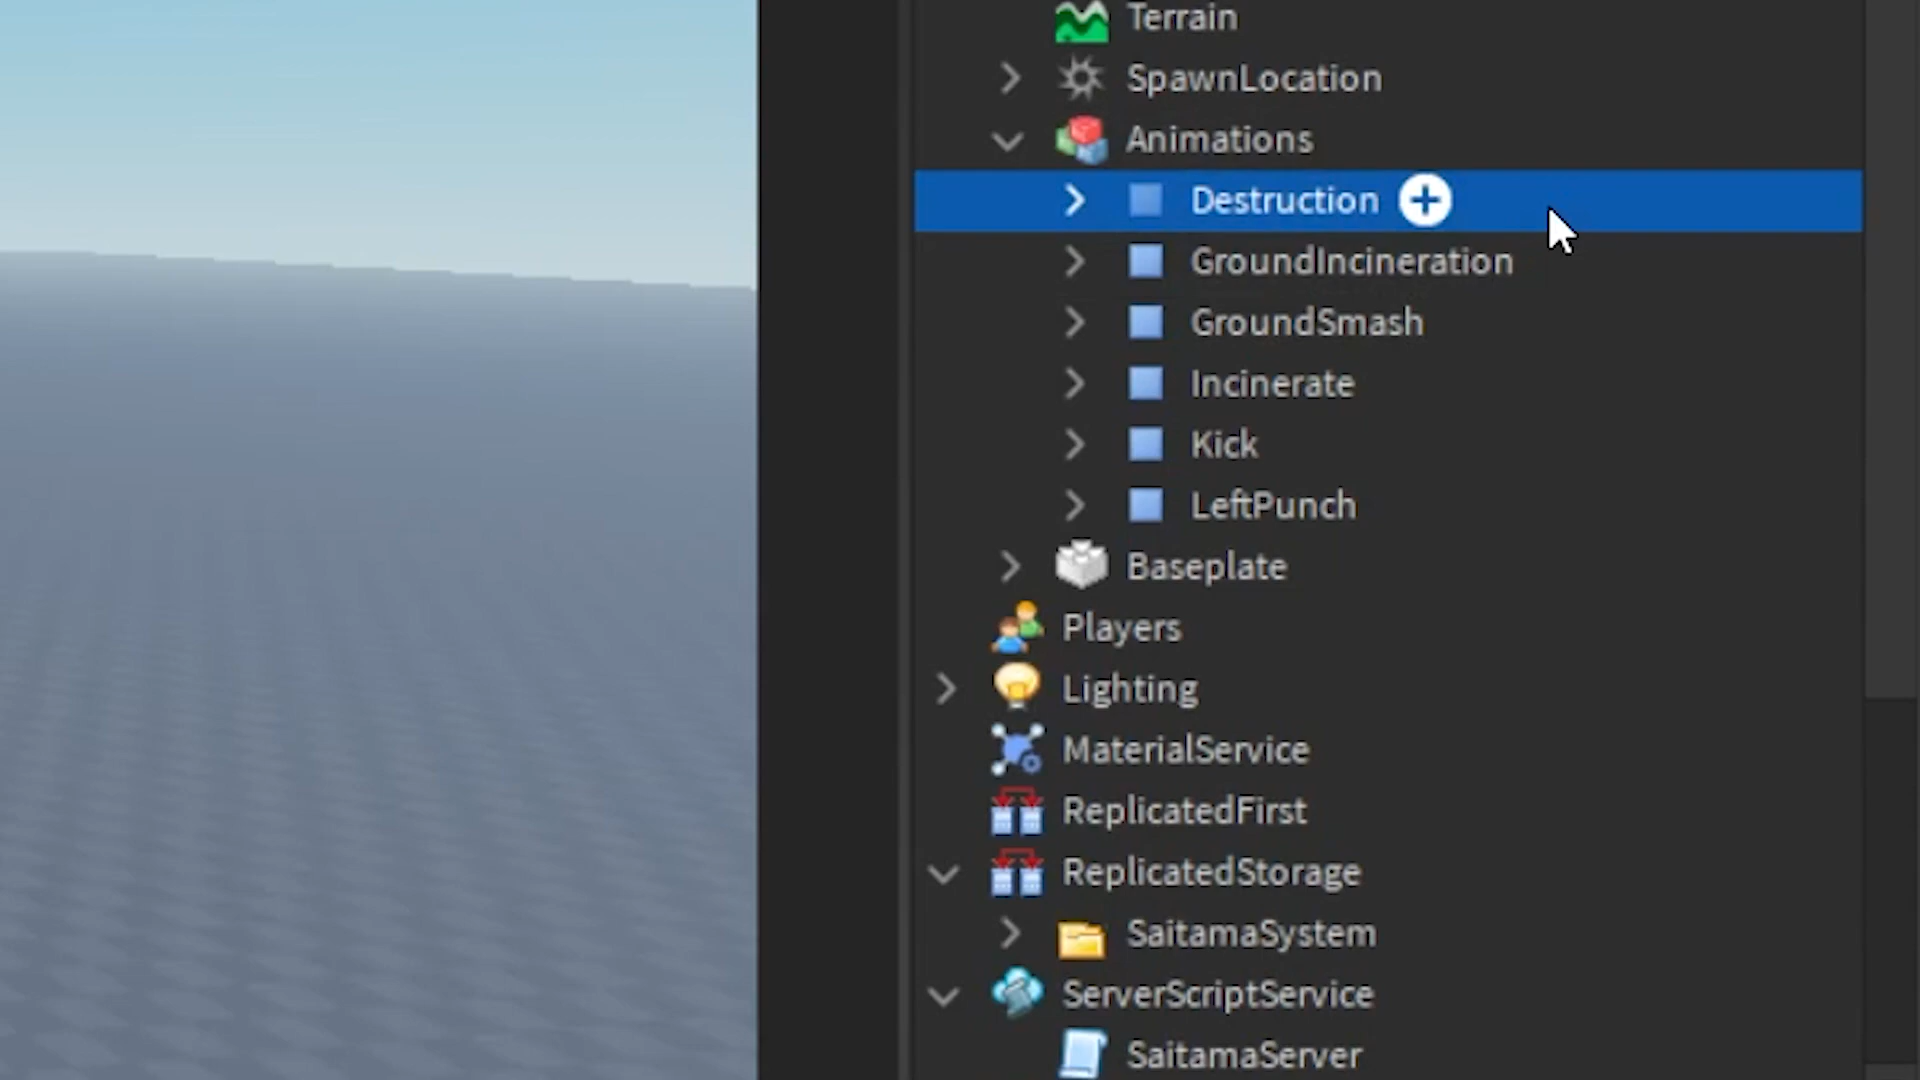 Terrain
SpawnLocation
Animations
Destruction
GroundIncineration
GroundSmash
Incinerate
Kick
LeftPunch
Baseplate
Players
Lighting
MaterialService
ReplicatedFirst
ReplicatedStorage
SaitamaSystem
ServerScriptService
SaitamaServer